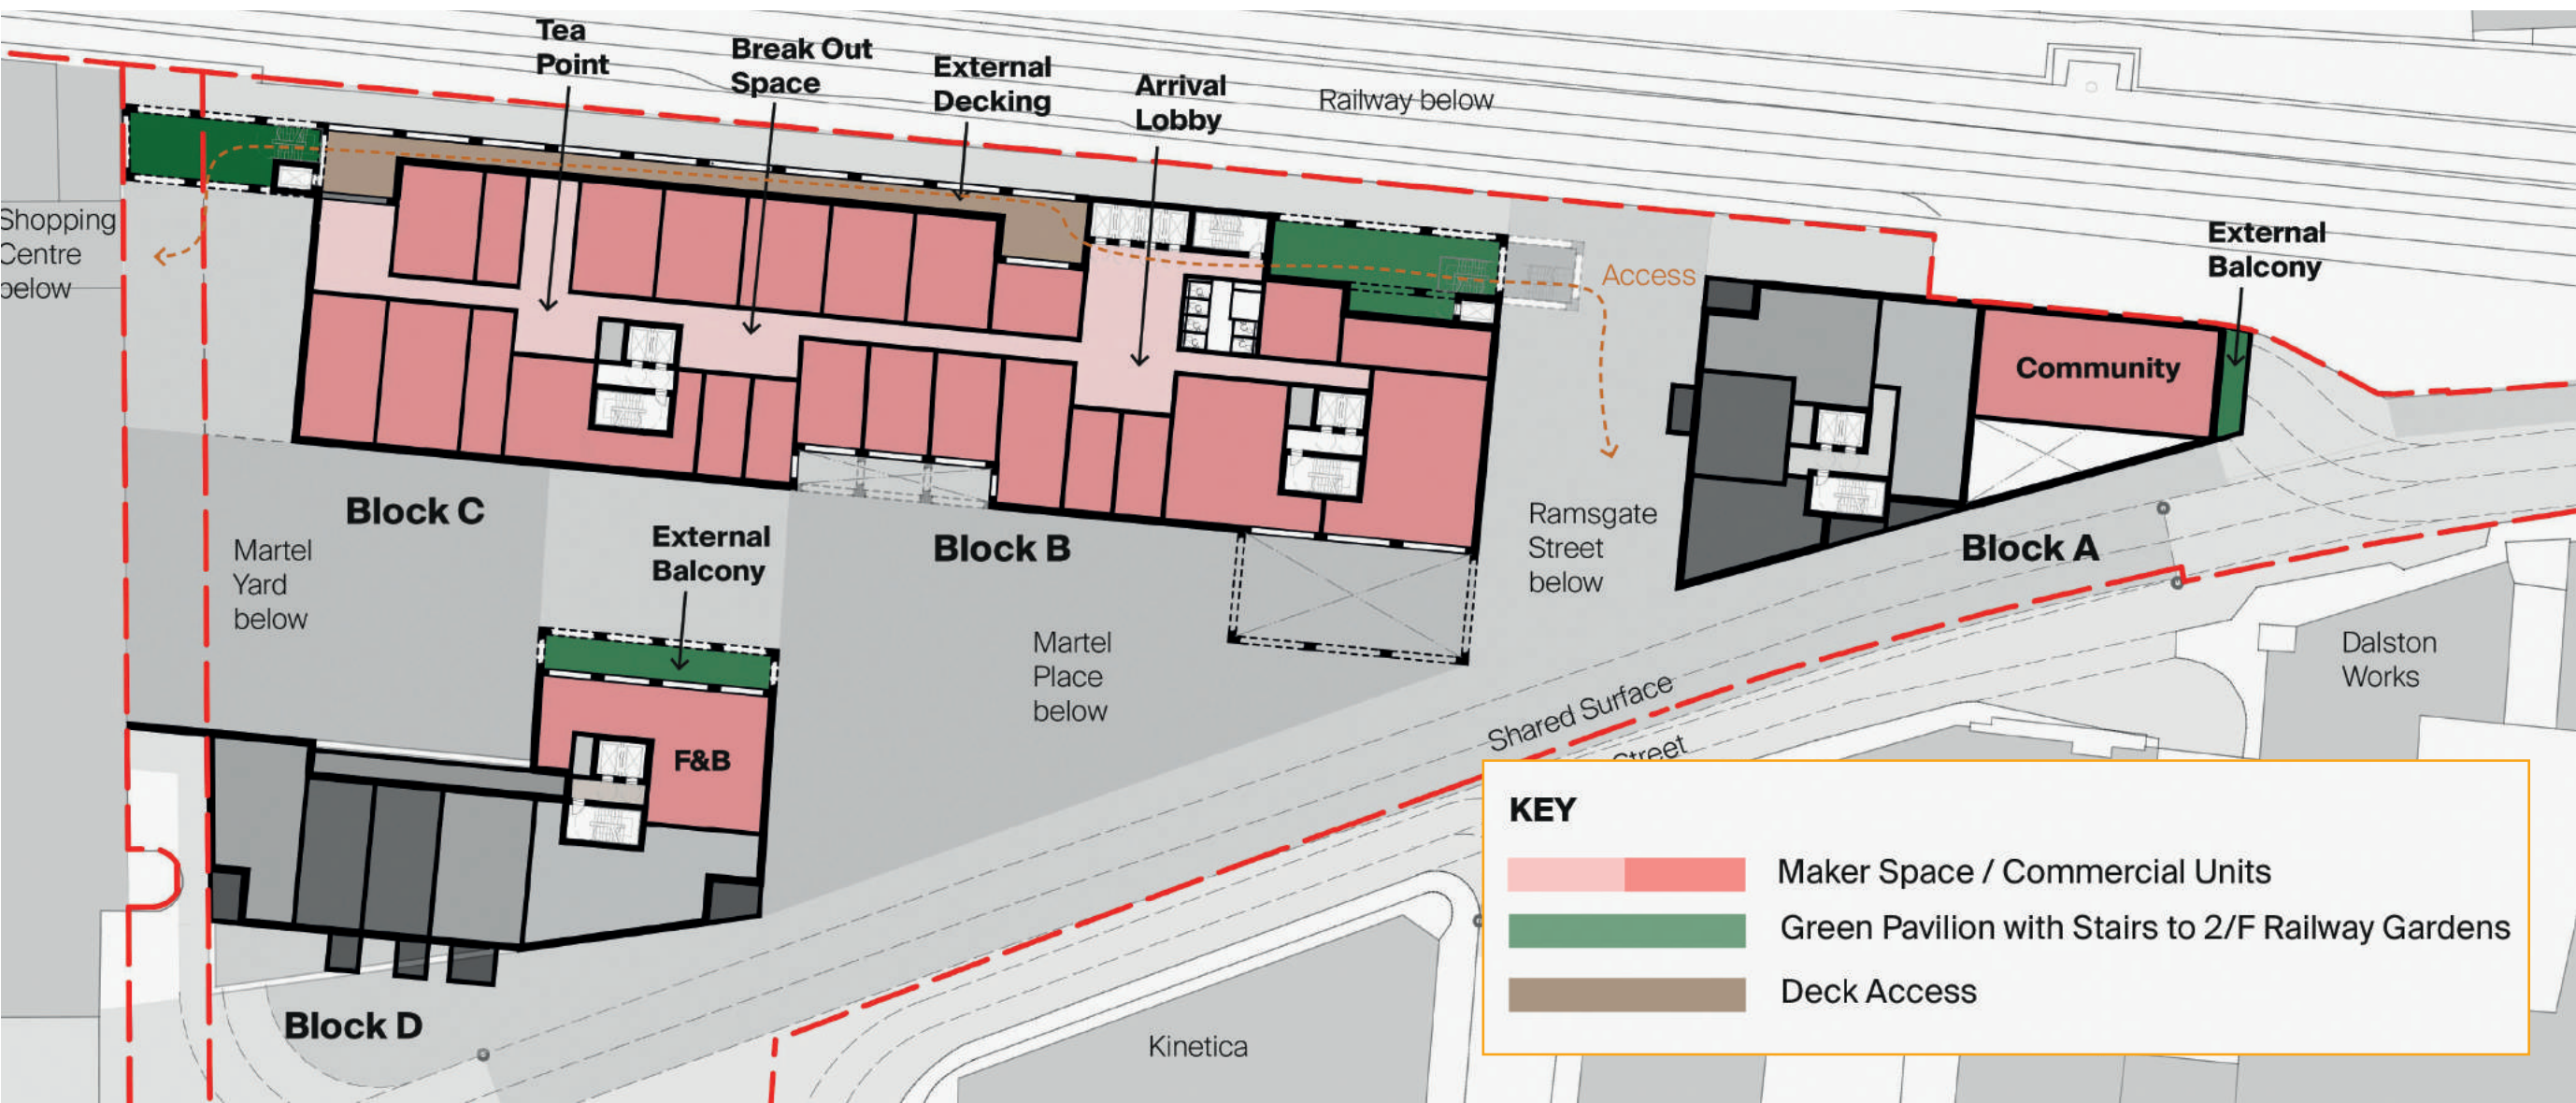 Tea
Point
Break Out
Space
External
Decking
Arrival
Lobby
Railway below
Shopping
Centre
below
Access
External
Balcony
Community
Block C
Martel
Yard
below
External
Balcony
Block B
Ramsgate
Street
below
Block A
Martel
Place
below
Dalston
Works
F&B
Shared Surface
Street
Block D
Kinetica
KEY
Maker Space / Commercial Units
Green Pavilion with Stairs to 2/F Railway Gardens
Deck Access